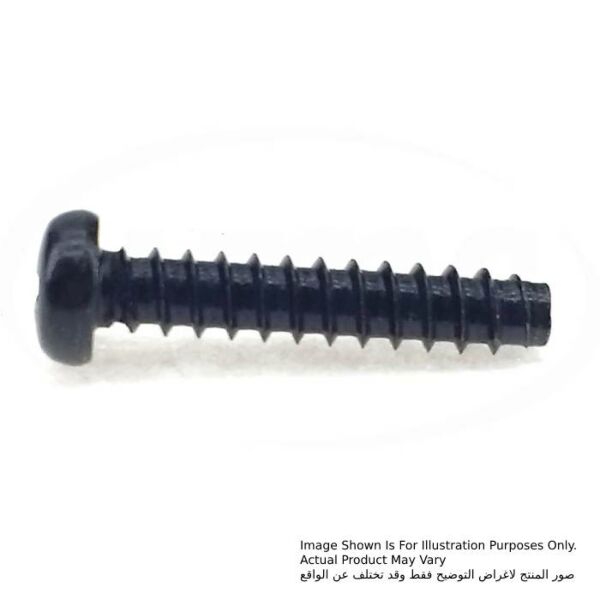 Image Shown Is For Illustration Purposes Only.
Actual Product May Vary
صور المنتج لاغراض التوضيح فقط وقد تختلف عن الواقع